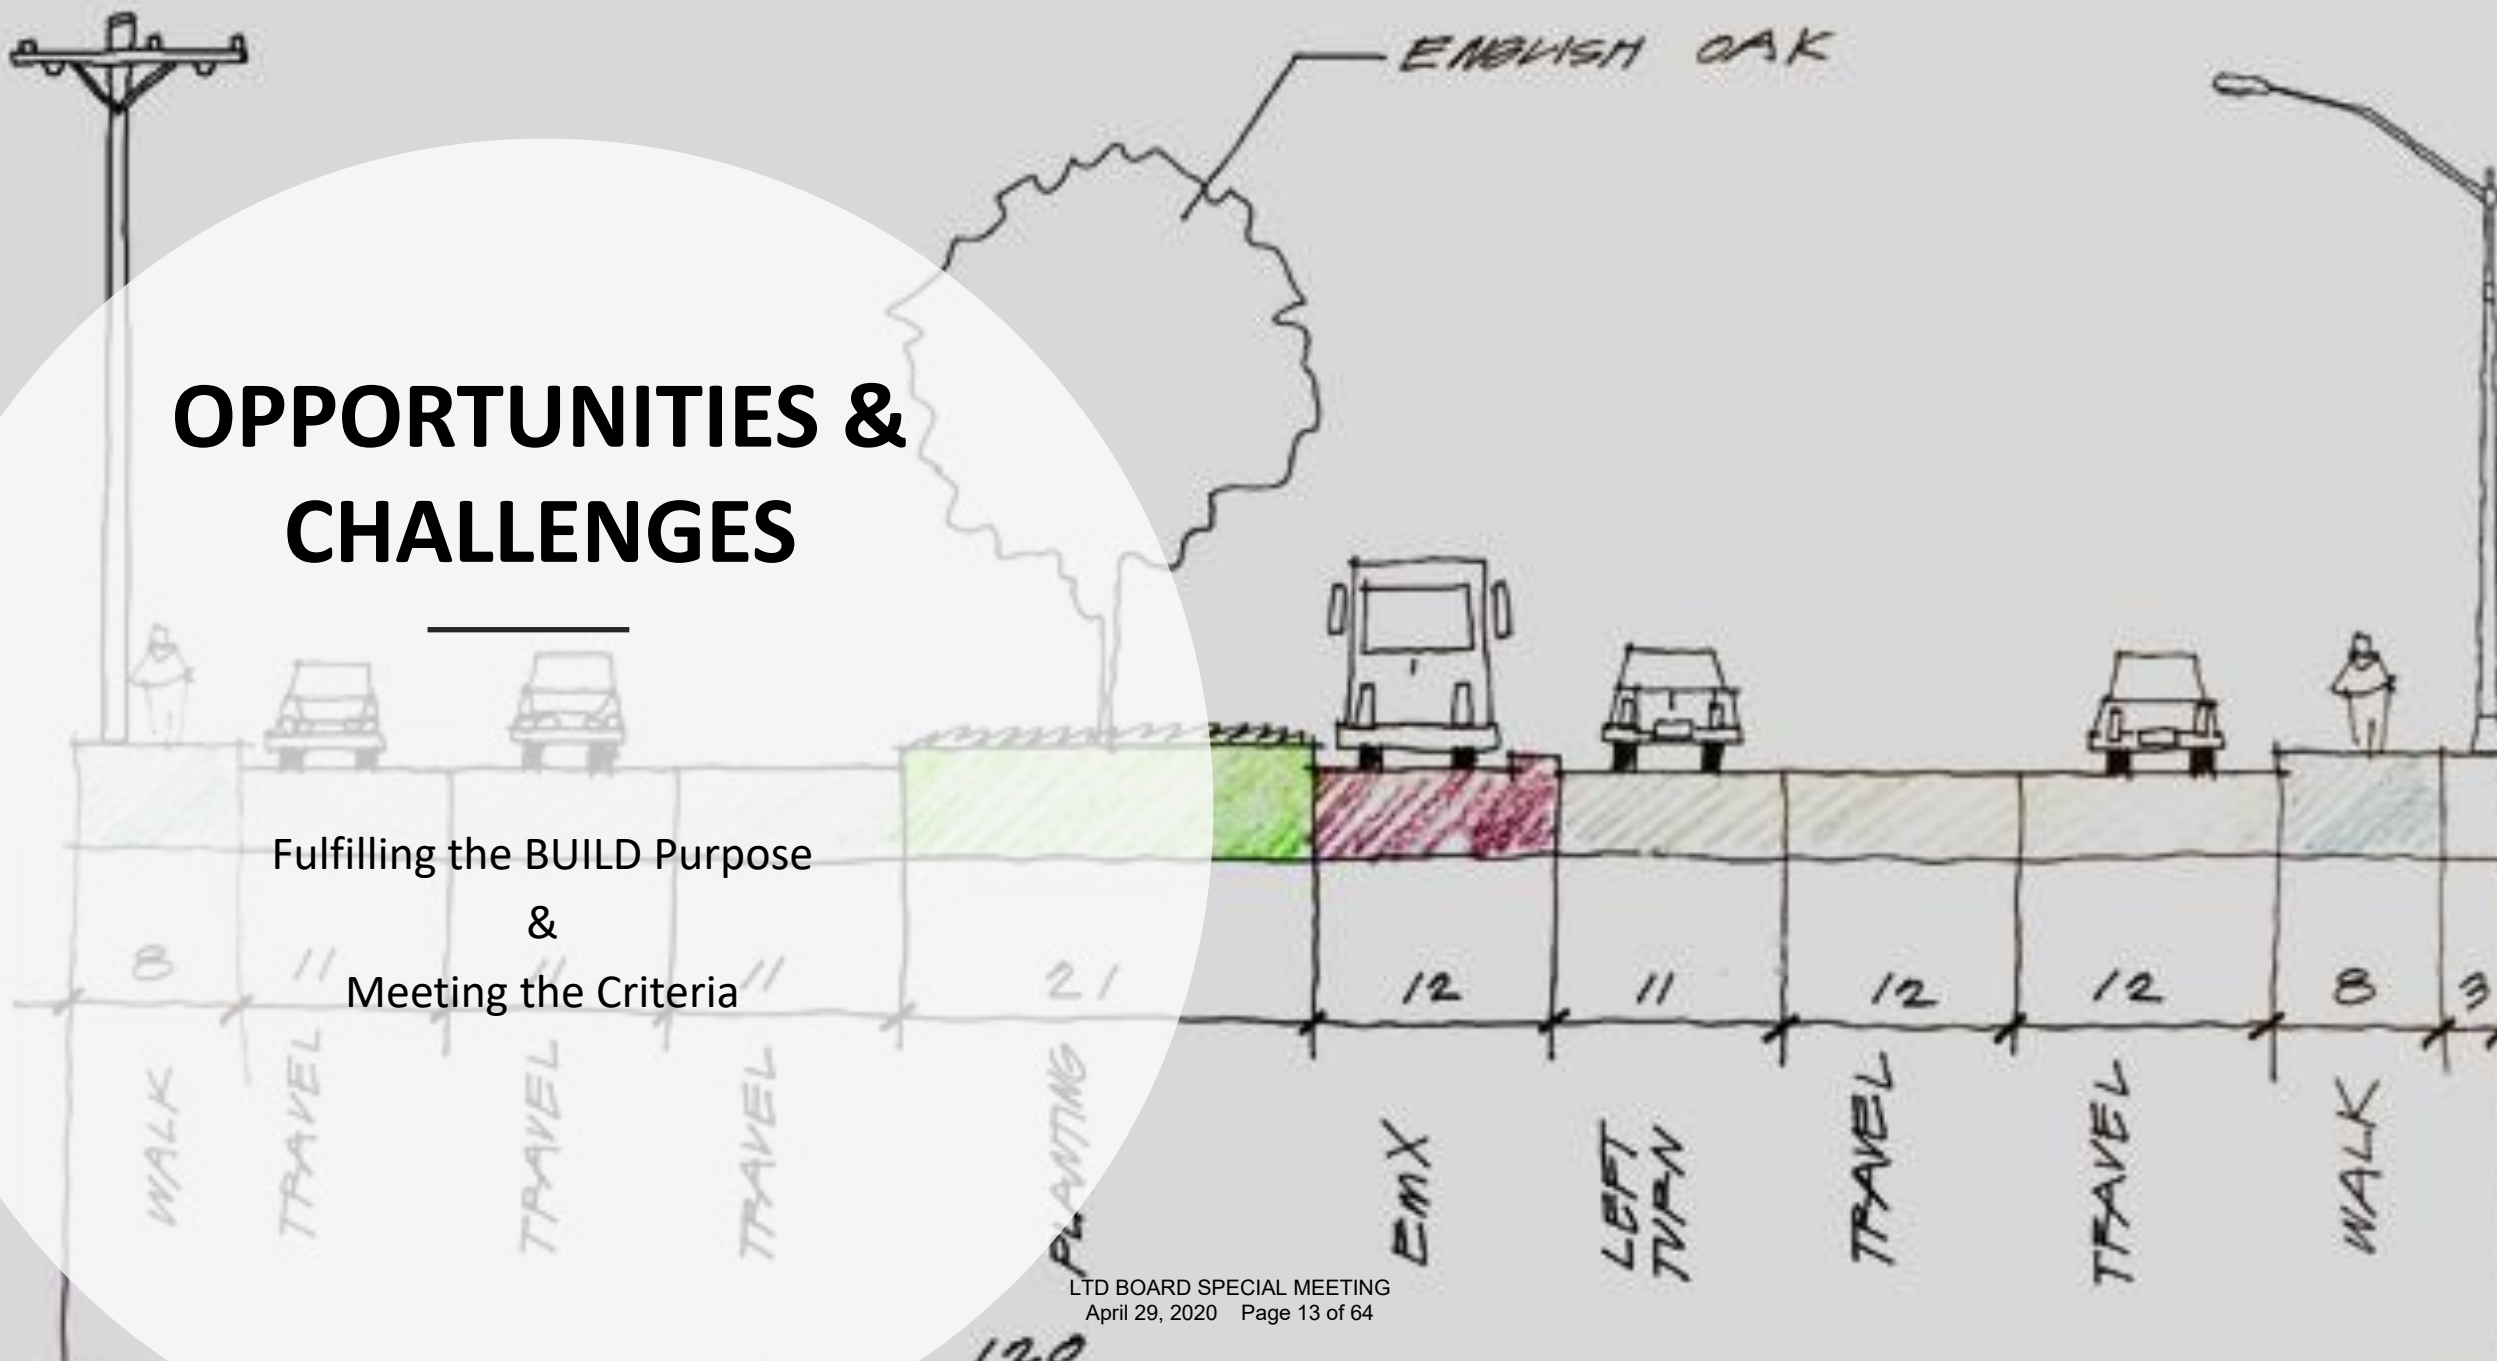 ENGLISH OAK
OPPORTUNITIES &
CHALLENGES
Fulfilling the BUILD Purpose
&
Meeting the Criteria
8 11 11 11 21 12 11 12 12 8 3
WALK TRAVEL TRAVEL TRAVEL PLANTING EmX LEFT TURN TRAVEL TRAVEL WALK
LTD BOARD SPECIAL MEETING
April 29, 2020 Page 13 of 64
120